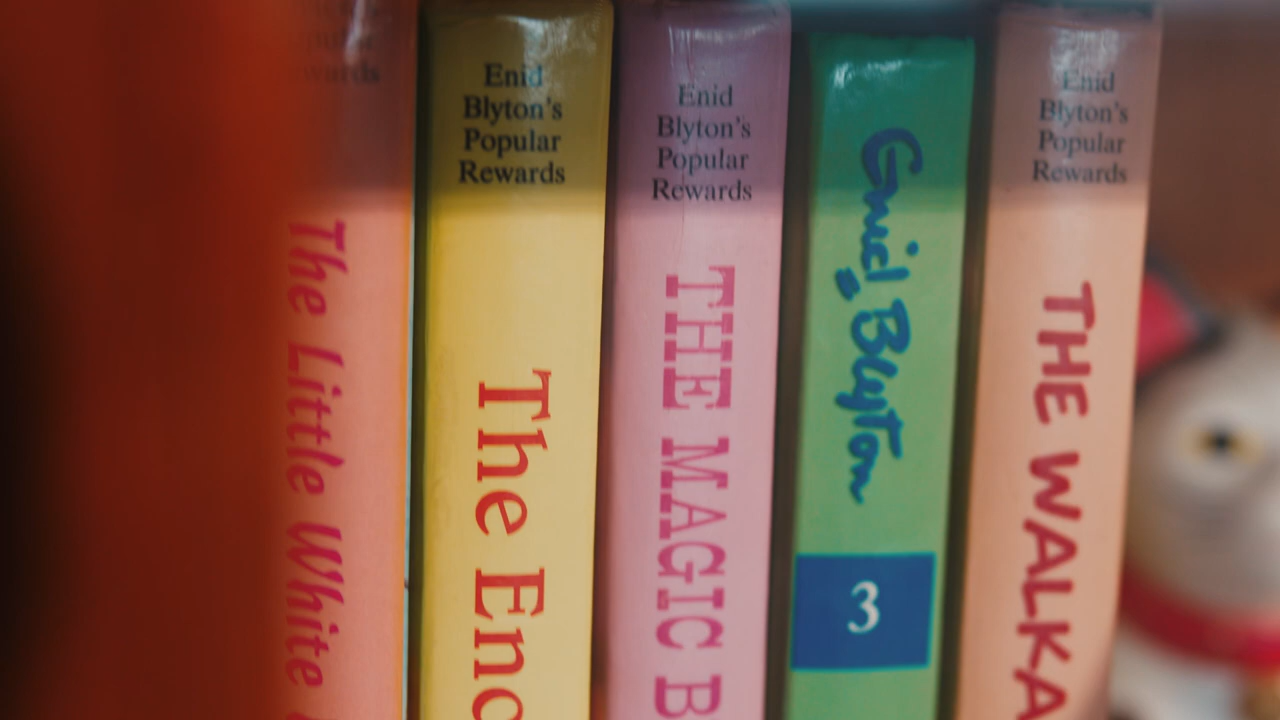 The Little White
Enid
Blyton's
Popular
Rewards
The Enc
Enid
Blyton's
Popular
Rewards
THE MAGIC B
Enid Blyton
3
Enid
Blyton's
Popular
Rewards
THE WALKA